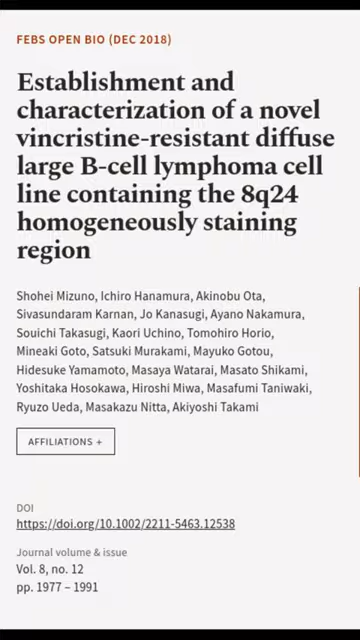 FEBS OPEN BIO (DEC 2018)
Establishment and
characterization of a novel
vincristine-resistant diffuse
large B-cell lymphoma cell
line containing the 8q24
homogeneously staining
region
Shohei Mizuno, Ichiro Hanamura, Akinobu Ota,
Sivasundaram Karnan, Jo Kanasugi, Ayano Nakamura,
Souichi Takasugi, Kaori Uchino, Tomohiro Horio,
Mineaki Goto, Satsuki Murakami, Mayuko Gotou,
Hidesuke Yamamoto, Masaya Watarai, Masato Shikami,
Yoshitaka Hosokawa, Hiroshi Miwa, Masafumi Taniwaki,
Ryuzo Ueda, Masakazu Nitta, Akiyoshi Takami
AFFILIATIONS +
DOI
https://doi.org/10.1002/2211-5463.12538
Journal volume & issue
Vol. 8, no. 12
pp. 1977 – 1991